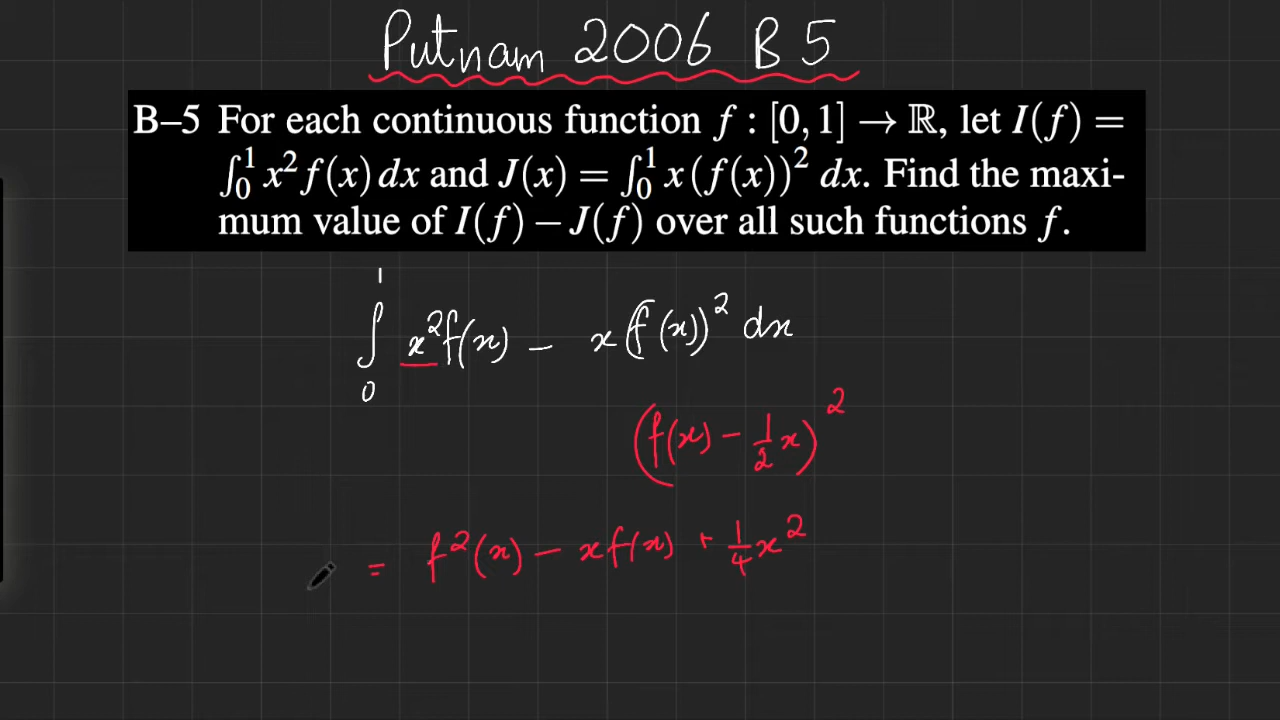 Putnam 2006 B5
B–5 For each continuous function f : [0, 1] → ℝ, let I(f) =
∫₀¹ x² f(x) dx and J(x) = ∫₀¹ x(f(x))² dx. Find the maxi-
mum value of I(f) – J(f) over all such functions f.
∫₀¹ x²f(x) – x(f(x))² dx
(f(x) – ½x)²
= f²(x) – xf(x) + ¼x²